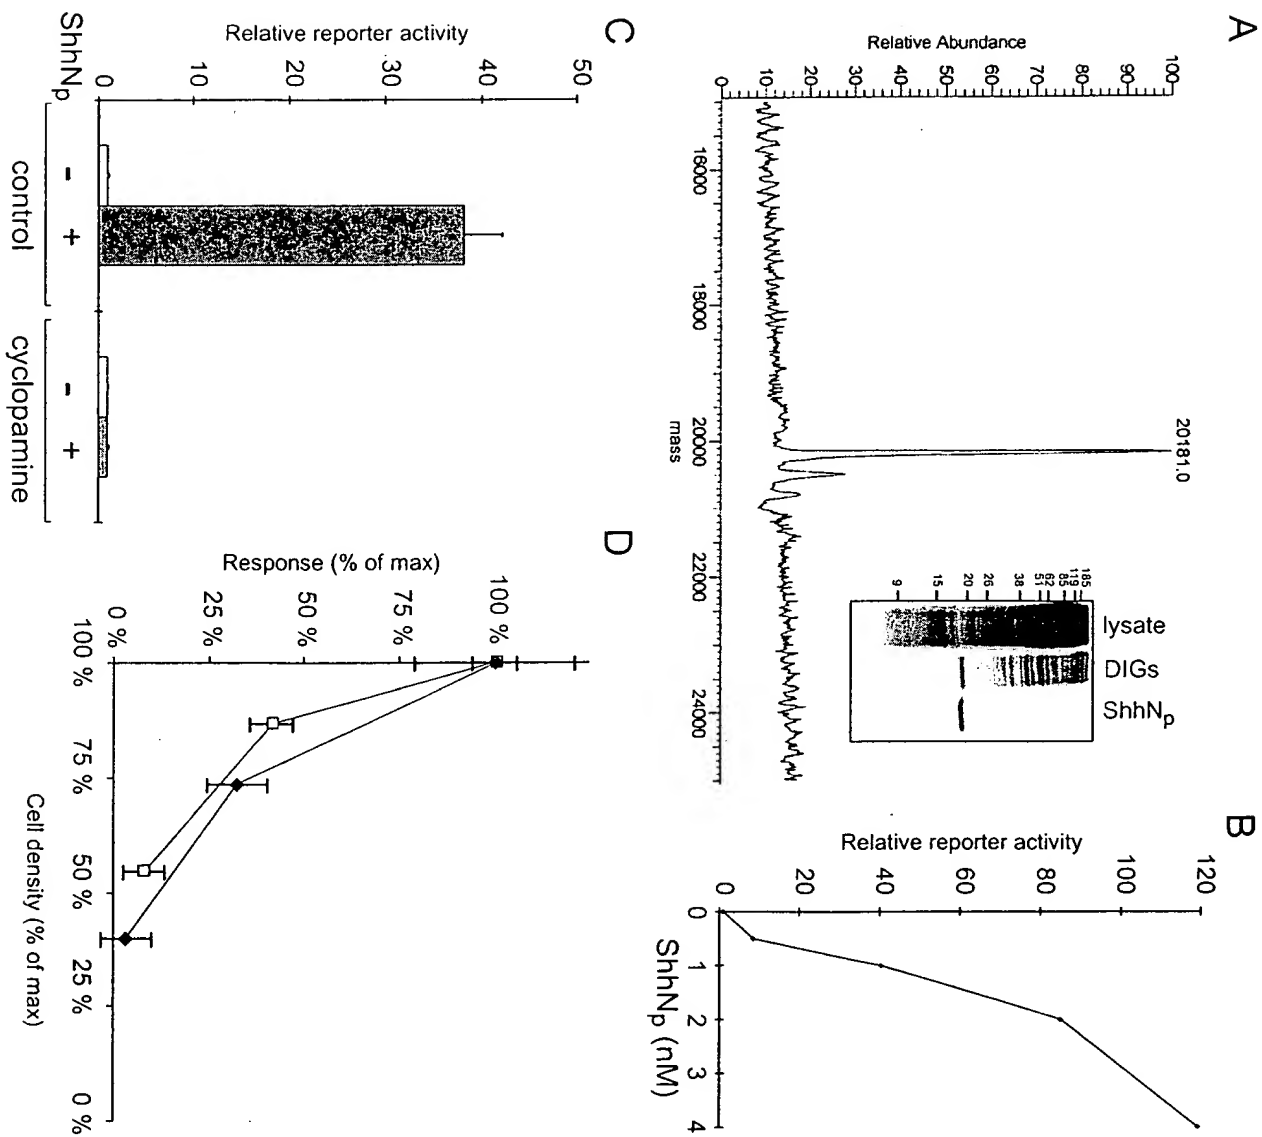 A
Relative Abundance
100
90
80
70
60
50
40
30
20
10
0
16000
18000
20000
22000
24000
mass
20181.0
185
119
85
62
51
38
26
20
15
9
lysate
DIGs
ShhNp
B
Relative reporter activity
120
100
80
60
40
20
0
0 1 2 3 4
ShhNp (nM)
C
Relative reporter activity
50
40
30
20
10
0
ShhNp - + - +
control cyclopamine
D
Response (% of max)
100 %
75 %
50 %
25 %
0 %
100 % 75 % 50 % 25 % 0 %
Cell density (% of max)